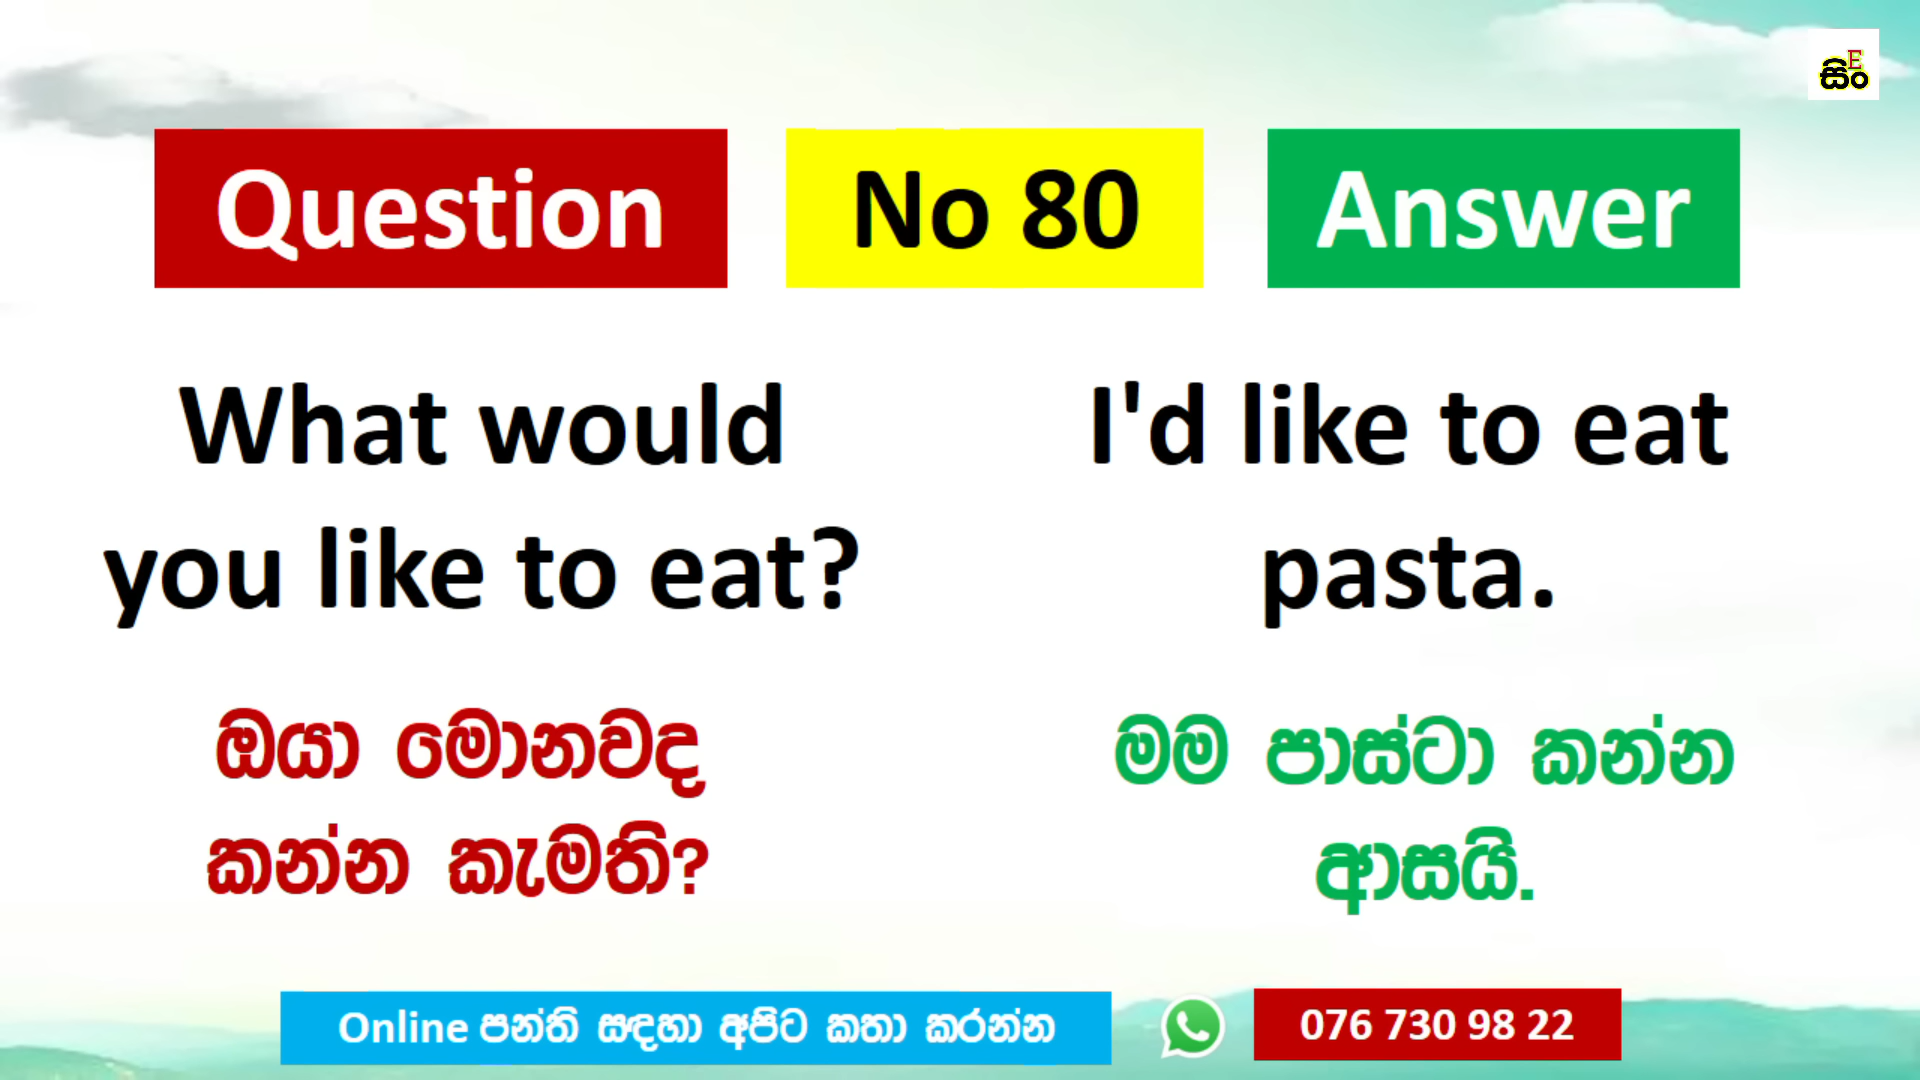 සිං
E
Question
No 80
Answer
What would
you like to eat?
I'd like to eat
pasta.
ඔයා මොනවද
කන්න කැමති?
මම පාස්ටා කන්න
ආසයි.
Online පන්ති සඳහා අපිට කතා කරන්න
076 730 98 22